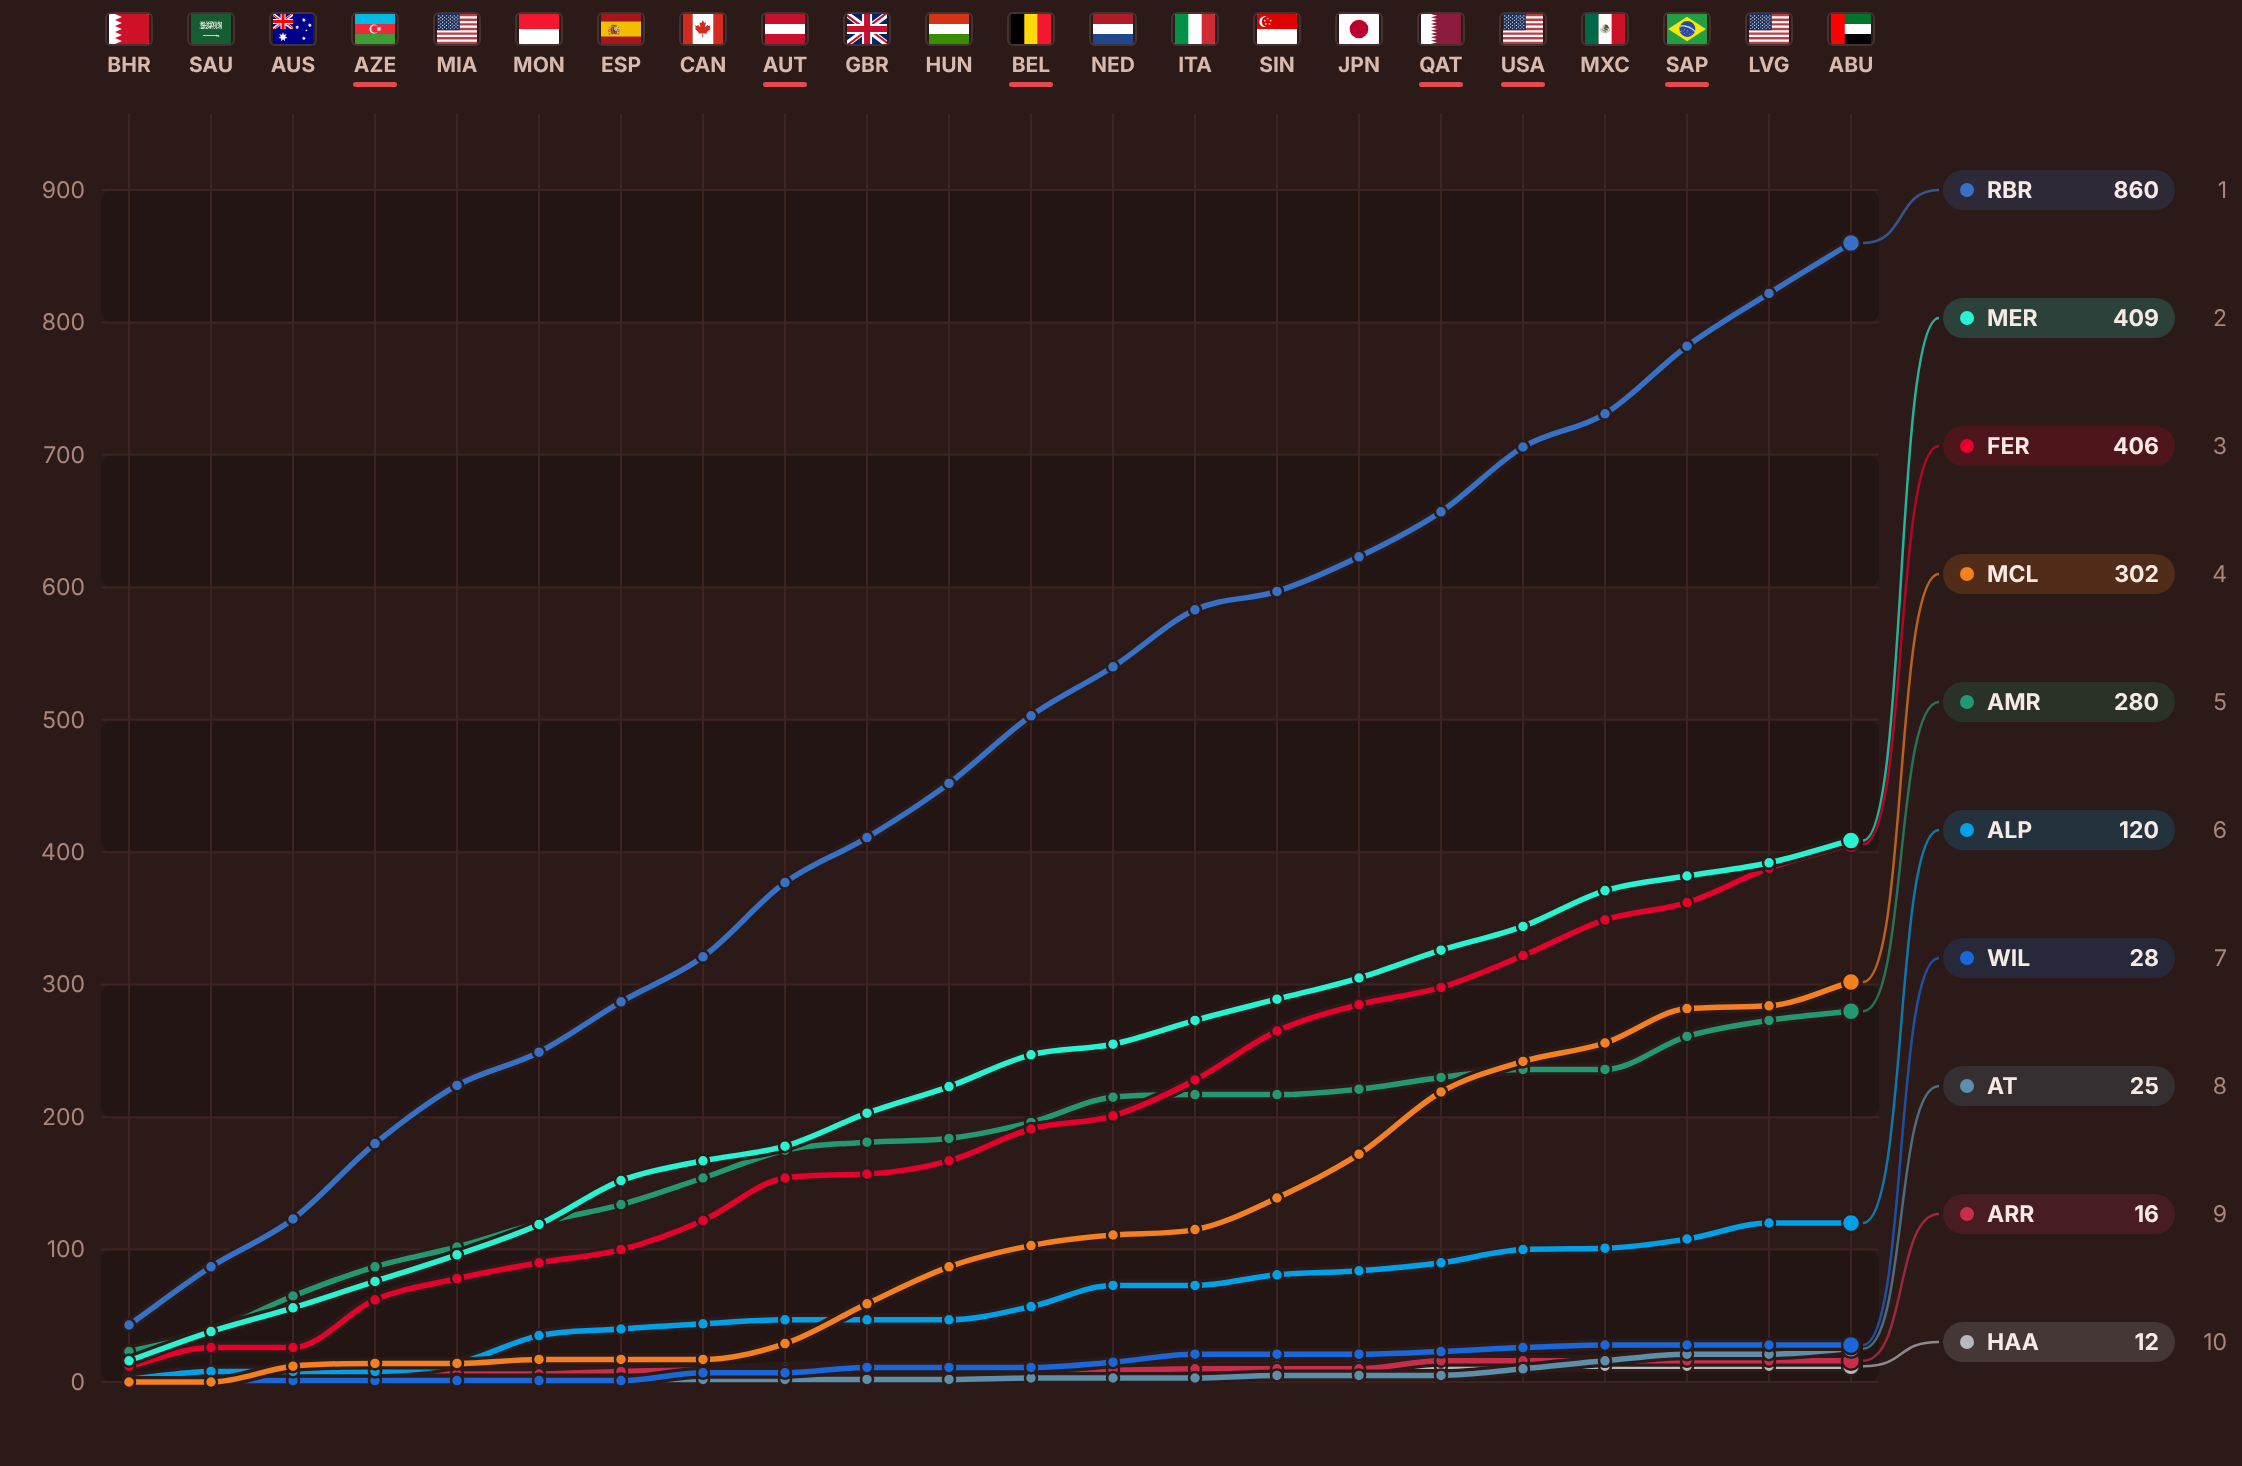 BHR SAU AUS AZE MIA MON ESP CAN AUT GBR HUN BEL NED ITA SIN JPN QAT USA MXC SAP LVG ABU
900
800
700
600
500
400
300
200
100
0
RBR 860 1
MER 409 2
FER 406 3
MCL 302 4
AMR 280 5
ALP 120 6
WIL 28 7
AT 25 8
ARR 16 9
HAA 12 10